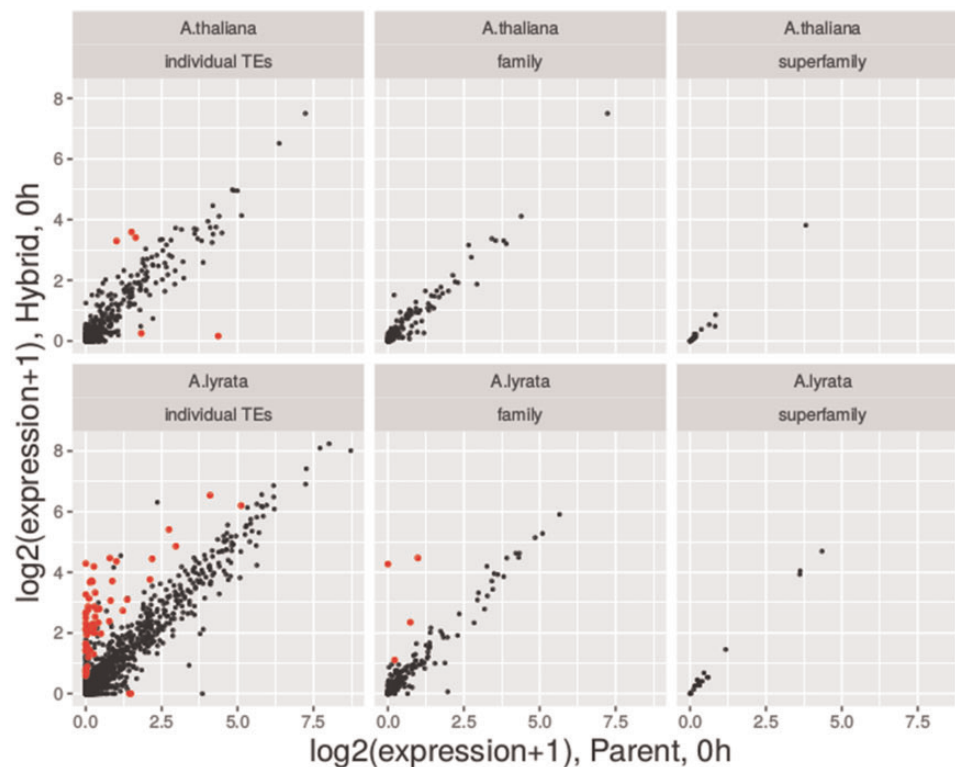 A.thaliana A.thaliana A.thaliana
individual TEs family superfamily
8
6
4
2
0
A.lyrata A.lyrata A.lyrata
individual TEs family superfamily
8
6
4
2
0
0.0 2.5 5.0 7.5 0.0 2.5 5.0 7.5 0.0 2.5 5.0 7.5
log2(expression+1), Parent, 0h
log2(expression+1), Hybrid, 0h